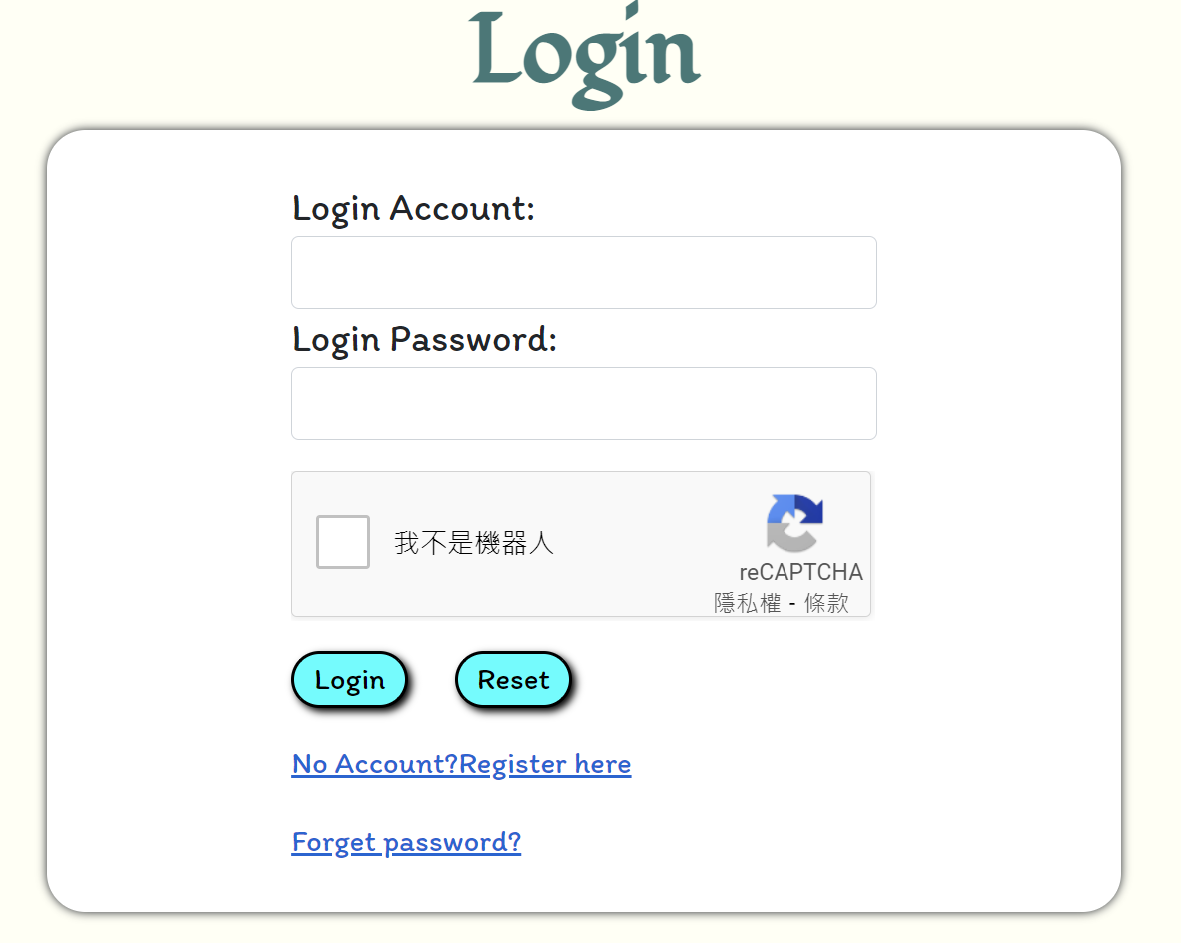 Login
Login Account:
Login Password:
我不是機器人
reCAPTCHA
隱私權 - 條款
Login
Reset
No Account?Register here
Forget password?